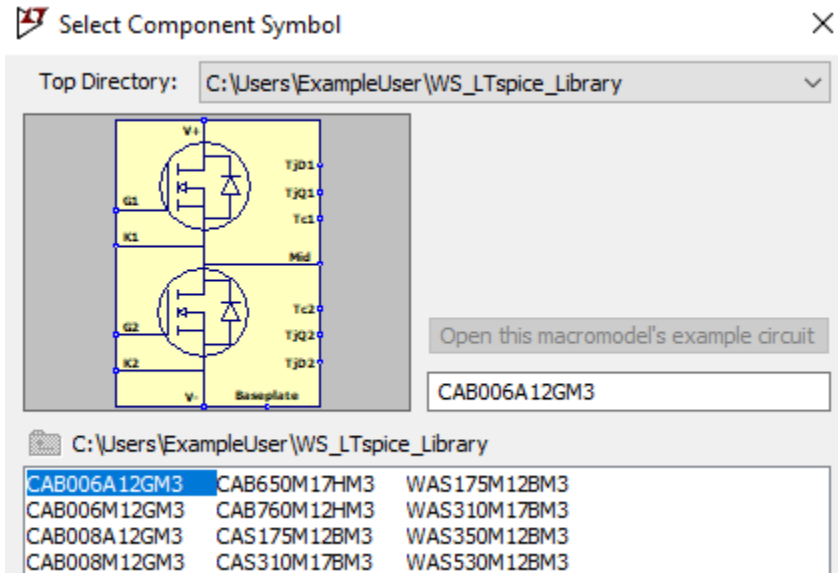 Select Component Symbol
Top Directory: C:\Users\ExampleUser\WS_LTspice_Library
V+
TjD1
TjQ1
G1
Tc1
K1
Mid
Tc2
G2
TjQ2
K2
TjD2
V- Baseplate
Open this macromodel's example circuit
CAB006A12GM3
C:\Users\ExampleUser\WS_LTspice_Library
CAB006A12GM3 CAB650M17HM3 WAS175M12BM3
CAB006M12GM3 CAB760M12HM3 WAS310M17BM3
CAB008A12GM3 CAS175M12BM3 WAS350M12BM3
CAB008M12GM3 CAS310M17BM3 WAS530M12BM3